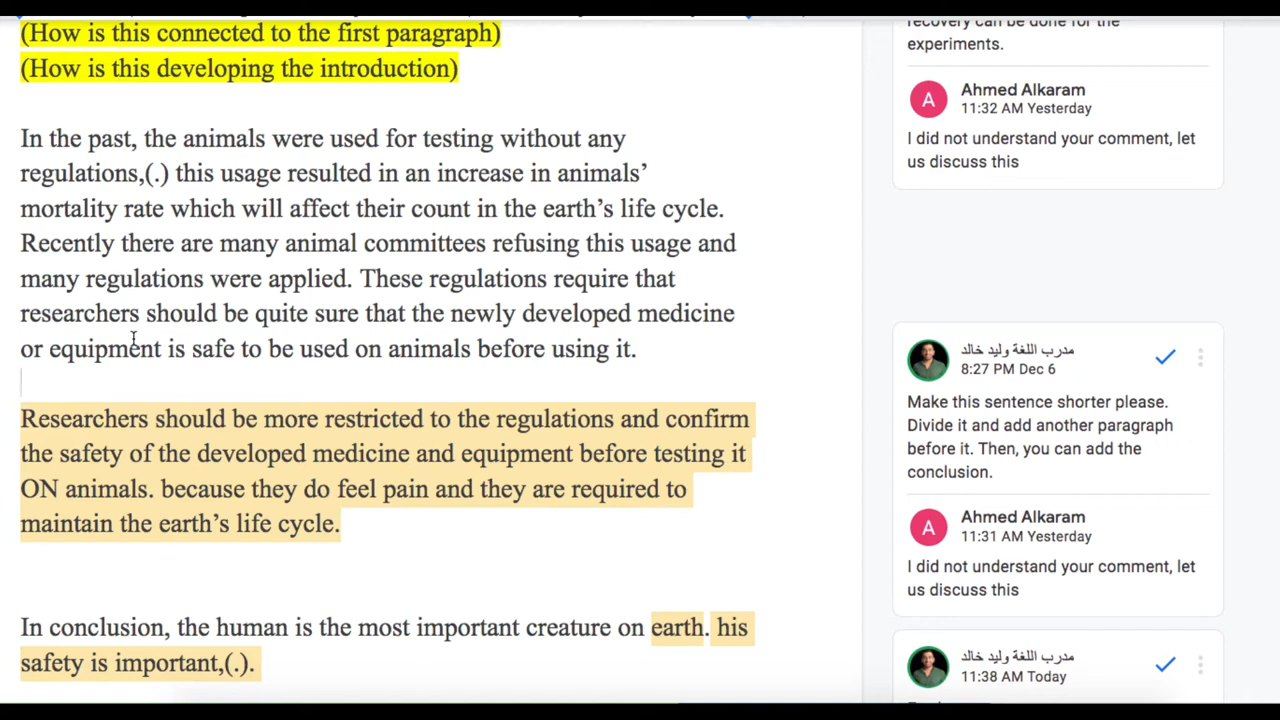 (How is this connected to the first paragraph)
(How is this developing the introduction)
In the past, the animals were used for testing without any
regulations,(.) this usage resulted in an increase in animals’
mortality rate which will affect their count in the earth’s life cycle.
Recently there are many animal committees refusing this usage and
many regulations were applied. These regulations require that
researchers should be quite sure that the newly developed medicine
or equipment is safe to be used on animals before using it.
Researchers should be more restricted to the regulations and confirm
the safety of the developed medicine and equipment before testing it
ON animals. because they do feel pain and they are required to
maintain the earth’s life cycle.
In conclusion, the human is the most important creature on earth. his
safety is important,(.).
recovery can be done for the
experiments.
A
Ahmed Alkaram
11:32 AM Yesterday
I did not understand your comment, let
us discuss this
مدرب اللغة وليد خالد
8:27 PM Dec 6
Make this sentence shorter please.
Divide it and add another paragraph
before it. Then, you can add the
conclusion.
A
Ahmed Alkaram
11:31 AM Yesterday
I did not understand your comment, let
us discuss this
مدرب اللغة وليد خالد
11:38 AM Today